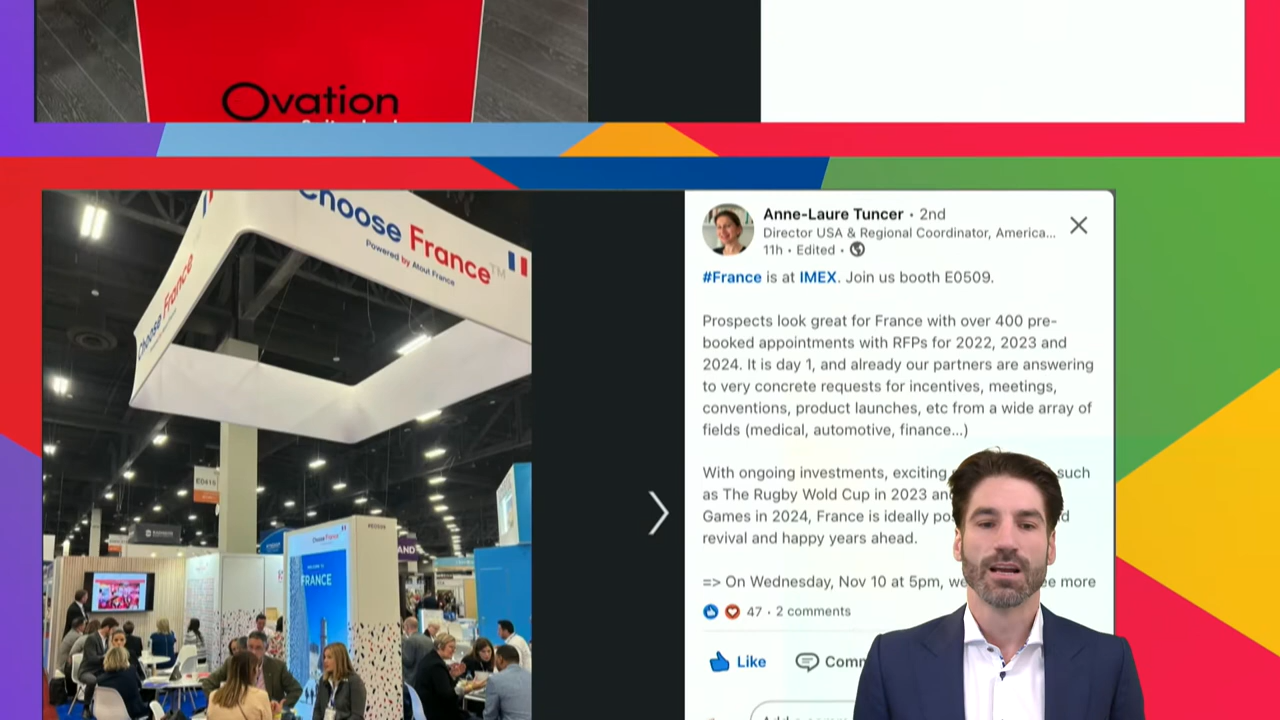 Ovation
Choose France™
Powered by Atout France
Choose France
E0415
Choose France
FRANCE
AND
Anne-Laure Tuncer • 2nd
Director USA & Regional Coordinator, America...
11h • Edited •
#France is at IMEX. Join us booth E0509.
Prospects look great for France with over 400 pre-
booked appointments with RFPs for 2022, 2023 and
2024. It is day 1, and already our partners are answering
to very concrete requests for incentives, meetings,
conventions, product launches, etc from a wide array of
fields (medical, automotive, finance...)
With ongoing investments, exciting such
as The Rugby Wold Cup in 2023 and
Games in 2024, France is ideally
revival and happy years ahead.
=> On Wednesday, Nov 10 at 5pm, more
47 • 2 comments
Like